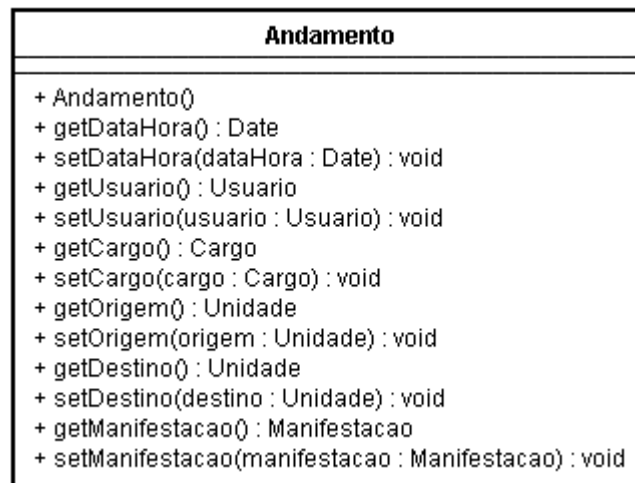 Andamento
+ Andamento()
+ getDataHora() : Date
+ setDataHora(dataHora : Date) : void
+ getUsuario() : Usuario
+ setUsuario(usuario : Usuario) : void
+ getCargo() : Cargo
+ setCargo(cargo : Cargo) : void
+ getOrigem() : Unidade
+ setOrigem(origem : Unidade) : void
+ getDestino() : Unidade
+ setDestino(destino : Unidade) : void
+ getManifestacao() : Manifestacao
+ setManifestacao(manifestacao : Manifestacao) : void